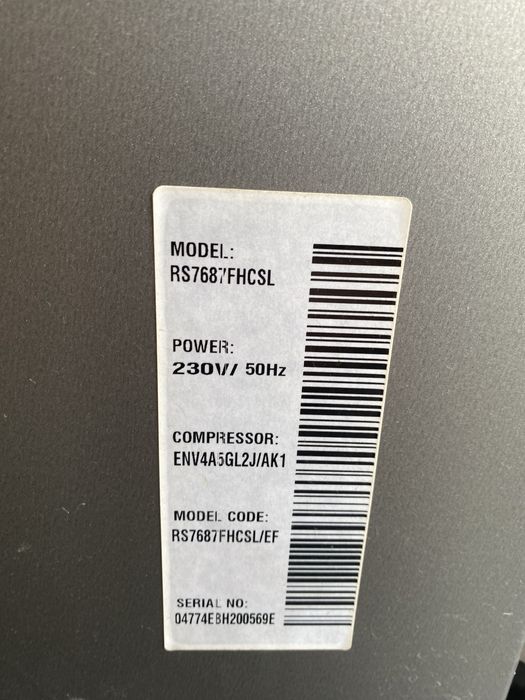 MODEL:
RS7687FHCSL
POWER:
230V/ 50Hz
COMPRESSOR:
ENV4A5GL2J/AK1
MODEL CODE:
RS7687FHCSL/EF
SERIAL NO:
04774EBH200569E